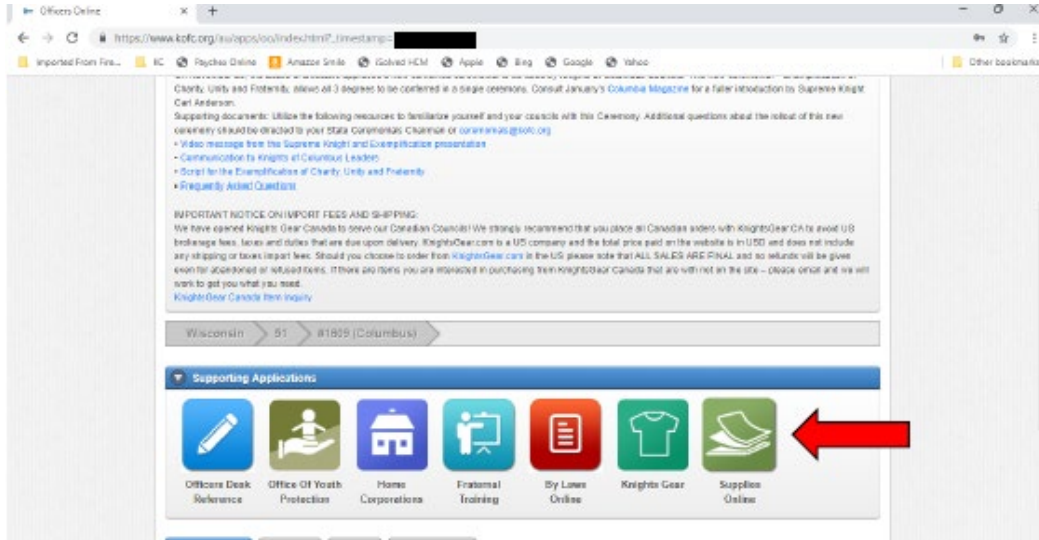 Officers Online
https://www.kofc.org/au/apps/oo/index.html?_timestamp=
Imported From Fire... KC Paychex Online Amazon Smile iSolved HCM Apple Bing Google Yahoo Other bookmarks
Charity, Unity and Fraternity, allows all 3 degrees to be conferred in a single ceremony. Consult January's Columbia Magazine for a fuller introduction by Supreme Knight
Carl Anderson.
Supporting documents: Utilize the following resources to familiarize yourself and your councils with this Ceremony. Additional questions about the rollout of this new
ceremony should be directed to your State Ceremonials Chairman or ceremonials@kofc.org
• Video message from the Supreme Knight and Exemplification presentation
• Communication to Knights of Columbus Leaders
• Script for the Exemplification of Charity, Unity and Fraternity
• Frequently Asked Questions
IMPORTANT NOTICE ON IMPORT FEES AND SHIPPING:
We have opened Knights Gear Canada to serve our Canadian Councils! We strongly recommend that you place all Canadian orders with KnightsGear CA to avoid US
brokerage fees, taxes and duties that are due upon delivery. KnightsGear.com is a US company and the total price paid on the website is in USD and does not include
any shipping or taxes import fees. Should you choose to order from KnightsGear.com in the US please note that ALL SALES ARE FINAL and no refunds will be given
even for abandoned or refused items. If there are items you are interested in purchasing from KnightsGear Canada that are with not on the site – please email and we will
work to get you what you need.
KnightsGear Canada Item Inquiry
Wisconsin 51 #1609 (Columbus)
Supporting Applications
Officers Desk Reference
Office Of Youth Protection
Home Corporations
Fraternal Training
By Laws Online
Knights Gear
Supplies Online